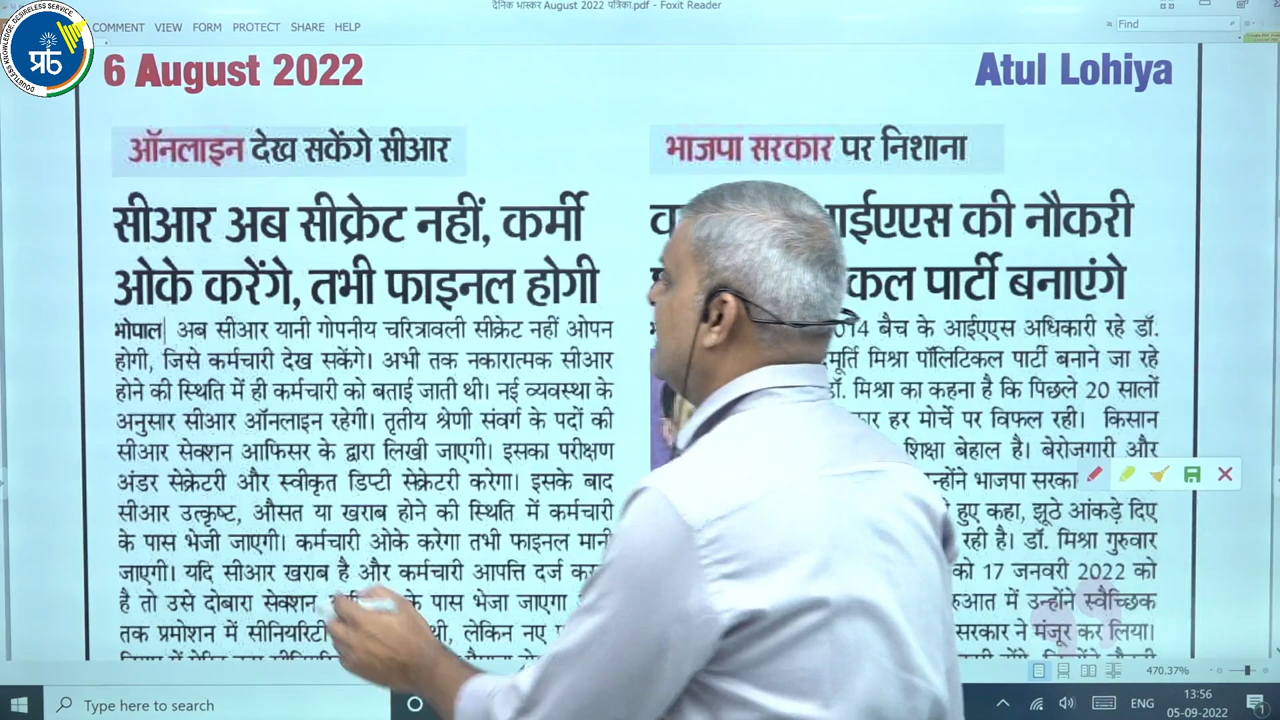 दैनिक भास्कर August 2022 पत्रिका.pdf - Foxit Reader
COMMENT VIEW FORM PROTECT SHARE HELP
Find
DOUBTLESS KNOWLEDGE, DESIRELESS SERVICE
6 August 2022
Atul Lohiya
ऑनलाइन देख सकेंगे सीआर
सीआर अब सीक्रेट नहीं, कर्मी
ओके करेंगे, तभी फाइनल होगी
भोपाल| अब सीआर यानी गोपनीय चरित्रावली सीक्रेट नहीं ओपन
होगी, जिसे कर्मचारी देख सकेंगे। अभी तक नकारात्मक सीआर
होने की स्थिति में ही कर्मचारी को बताई जाती थी। नई व्यवस्था के
अनुसार सीआर ऑनलाइन रहेगी। तृतीय श्रेणी संवर्ग के पदों की
सीआर सेक्शन आफिसर के द्वारा लिखी जाएगी। इसका परीक्षण
अंडर सेक्रेटरी और स्वीकृत डिप्टी सेक्रेटरी करेगा। इसके बाद
सीआर उत्कृष्ट, औसत या खराब होने की स्थिति में कर्मचारी
के पास भेजी जाएगी। कर्मचारी ओके करेगा तभी फाइनल मानी
जाएगी। यदि सीआर खराब है और कर्मचारी आपत्ति दर्ज
है तो उसे दोबारा सेक्शन के पास भेजा जाएगा
तक प्रमोशन में सीनियरिटी थी, लेकिन नए
भाजपा सरकार पर निशाना
आईएएस की नौकरी
पार्टी बनाएंगे
2014 बैच के आईएएस अधिकारी रहे डॉ.
मिश्रा पॉलिटिकल पार्टी बनाने जा रहे
डॉ. मिश्रा का कहना है कि पिछले 20 सालों
हर मोर्चे पर विफल रही। किसान
शिक्षा बेहाल है। बेरोजगारी और
भाजपा
हुए कहा, झूठे आंकड़े दिए
रही है। डॉ. मिश्रा गुरुवार
को 17 जनवरी 2022 को
में उन्होंने स्वैच्छिक
सरकार ने मंजूर कर लिया।
470.37%
Type here to search
ENG
13:56
05-09-2022